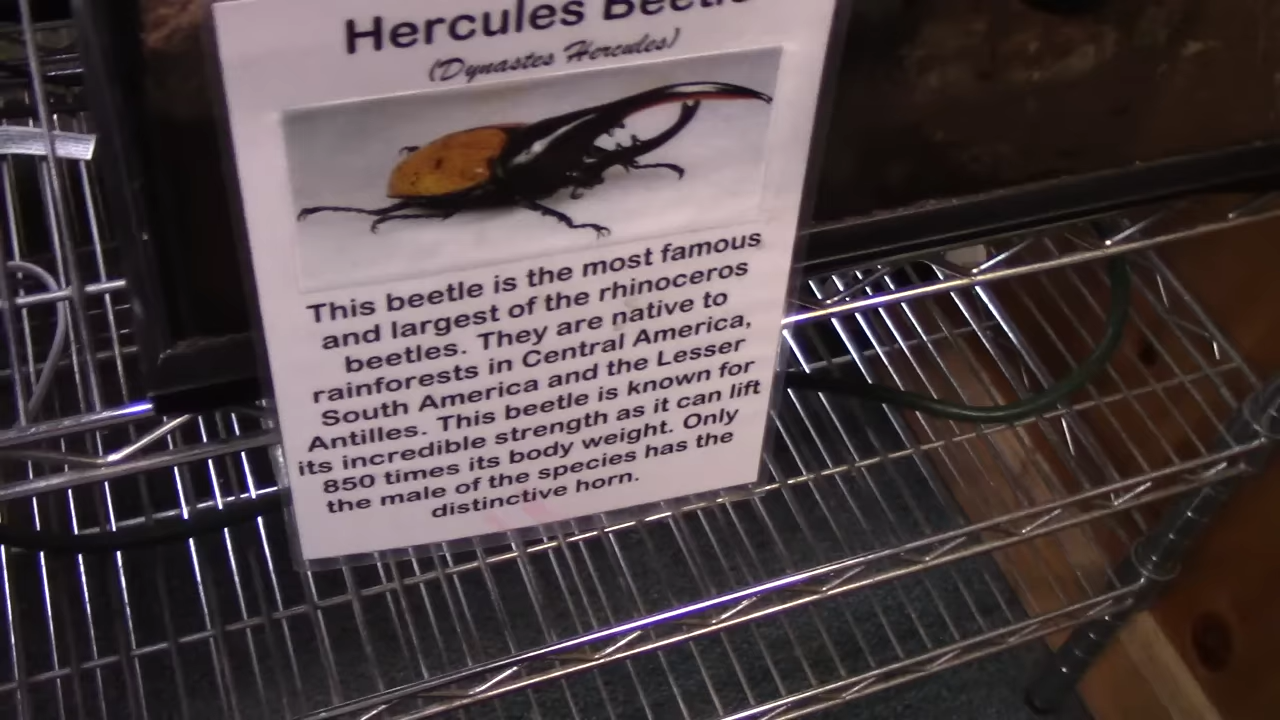 Hercules Beetle
(Dynastes Hercules)
This beetle is the most famous
and largest of the rhinoceros
beetles. They are native to
rainforests in Central America,
South America and the Lesser
Antilles. This beetle is known for
its incredible strength as it can lift
850 times its body weight. Only
the male of the species has the
distinctive horn.